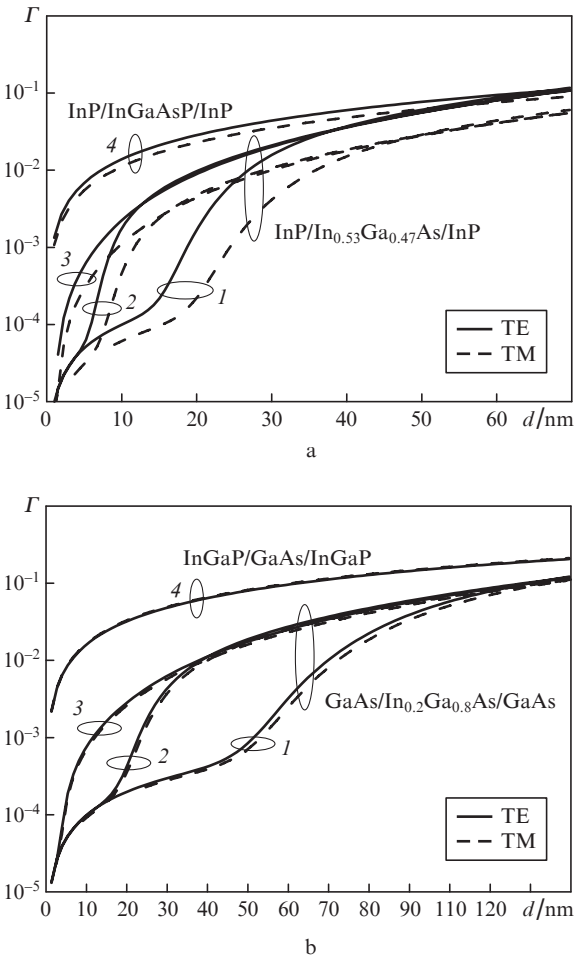 Γ
10⁻¹
10⁻²
10⁻³
10⁻⁴
10⁻⁵
InP/InGaAsP/InP
4
InP/In₀.₅₃Ga₀.₄₇As/InP
3
2
1
TE
TM
0 10 20 30 40 50 60 d/nm
a
Γ
10⁻¹
10⁻²
10⁻³
10⁻⁴
10⁻⁵
InGaP/GaAs/InGaP
4
GaAs/In₀.₂Ga₀.₈As/GaAs
3
2
1
TE
TM
0 10 20 30 40 50 60 70 80 90 100 110 120 d/nm
b